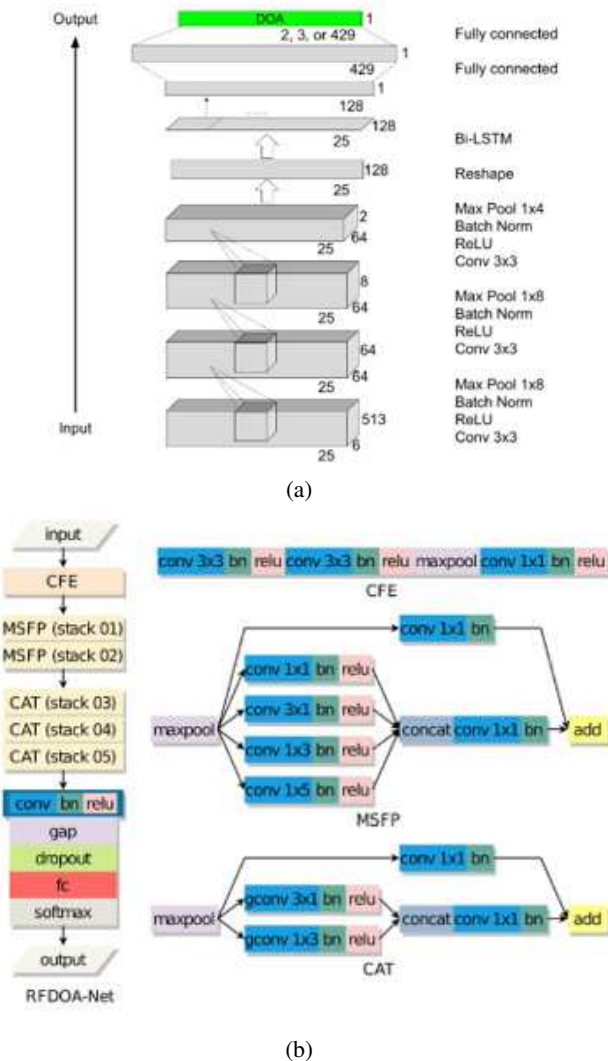 Output
DOA
1
2, 3, or 429
Fully connected
1
429
Fully connected
1
128
128
Bi-LSTM
25
128
Reshape
25
2
Max Pool 1x4
64
Batch Norm
25
ReLU
Conv 3x3
8
64
Max Pool 1x8
25
Batch Norm
ReLU
64
Conv 3x3
64
25
Max Pool 1x8
Batch Norm
513
ReLU
Input
6
Conv 3x3
25
(a)
input
CFE
MSFP (stack 01)
MSFP (stack 02)
CAT (stack 03)
CAT (stack 04)
CAT (stack 05)
conv bn relu
gap
dropout
fc
softmax
output
RFDOA-Net
conv 3x3 bn relu conv 3x3 bn relu maxpool conv 1x1 bn relu
CFE
conv 1x1 bn
conv 1x1 bn relu
conv 3x1 bn relu
maxpool
concat conv 1x1 bn
add
conv 1x3 bn relu
conv 1x5 bn relu
MSFP
conv 1x1 bn
gconv 3x1 bn relu
maxpool
concat conv 1x1 bn
add
gconv 1x3 bn relu
CAT
(b)